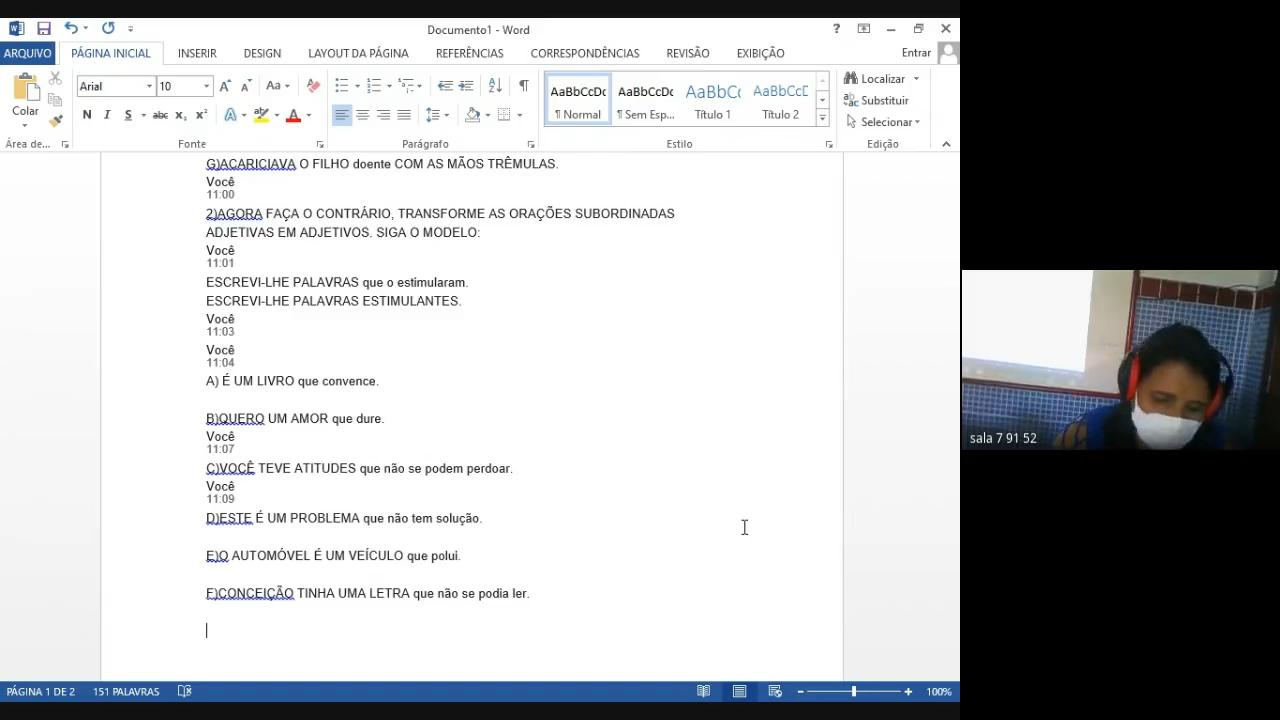 Documento1 - Word
ARQUIVO PÁGINA INICIAL INSERIR DESIGN LAYOUT DA PÁGINA REFERÊNCIAS CORRESPONDÊNCIAS REVISÃO EXIBIÇÃO Entrar
Colar
Arial 10
Aa
N I S abc x₂ x² A A
AaBbCcDc AaBbCcDc AaBbC AaBbCcD
¶ Normal ¶ Sem Esp... Título 1 Título 2
Localizar
Substituir
Selecionar
Área de... Fonte Parágrafo Estilo Edição
G)ACARICIAVA O FILHO doente COM AS MÃOS TRÊMULAS.
Você
11:00
2)AGORA FAÇA O CONTRÁRIO, TRANSFORME AS ORAÇÕES SUBORDINADAS
ADJETIVAS EM ADJETIVOS. SIGA O MODELO:
Você
11:01
ESCREVI-LHE PALAVRAS que o estimularam.
ESCREVI-LHE PALAVRAS ESTIMULANTES.
Você
11:03
Você
11:04
A) É UM LIVRO que convence.
B)QUERO UM AMOR que dure.
Você
11:07
C)VOCÊ TEVE ATITUDES que não se podem perdoar.
Você
11:09
D)ESTE É UM PROBLEMA que não tem solução.
E)O AUTOMÓVEL É UM VEÍCULO que polui.
F)CONCEIÇÃO TINHA UMA LETRA que não se podia ler.
sala 7 91 52
PÁGINA 1 DE 2 151 PALAVRAS 100%